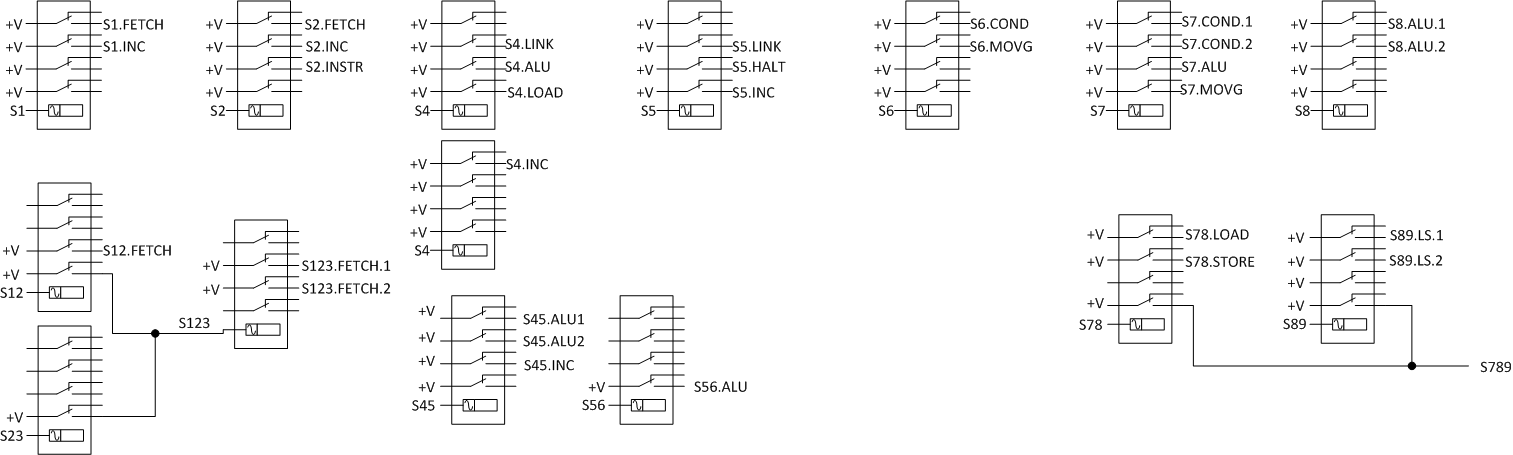 +V S1.FETCH
+V S1.INC
+V
+V
S1
+V S2.FETCH
+V S2.INC
+V S2.INSTR
+V
S2
+V
+V S4.LINK
+V S4.ALU
+V S4.LOAD
S4
+V
+V S5.LINK
+V S5.HALT
+V S5.INC
S5
+V S6.COND
+V S6.MOVG
+V
+V
S6
+V S7.COND.1
+V S7.COND.2
+V S7.ALU
+V S7.MOVG
S7
+V S8.ALU.1
+V S8.ALU.2
+V
+V
S8
+V S4.INC
+V
+V
+V
S4
+V S12.FETCH
+V
S12
+V
S23
S123
+V S123.FETCH.1
+V S123.FETCH.2
+V S45.ALU1
+V S45.ALU2
+V S45.INC
+V
S45
+V S56.ALU
S56
+V S78.LOAD
+V S78.STORE
+V
S78
+V S89.LS.1
+V S89.LS.2
+V
+V
S89
S789